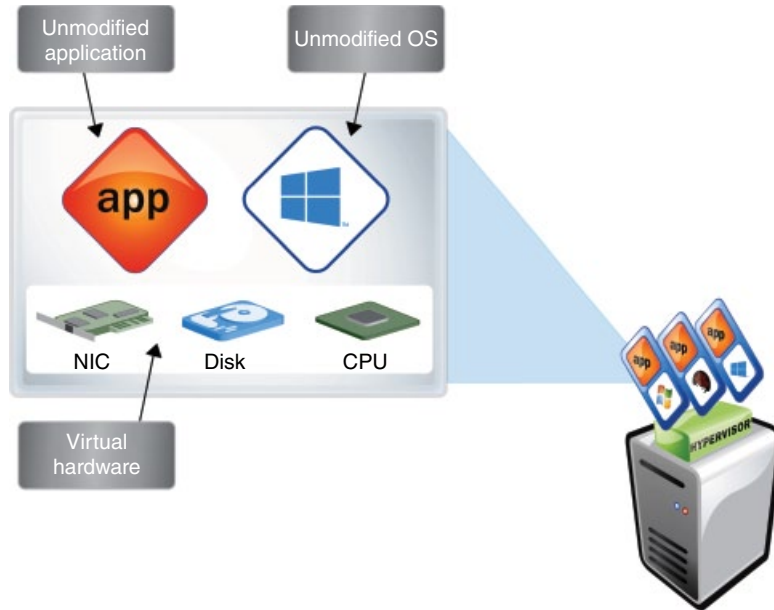 Unmodified
application
Unmodified OS
app
NIC
Disk
CPU
Virtual
hardware
app
app
app
HYPERVISOR